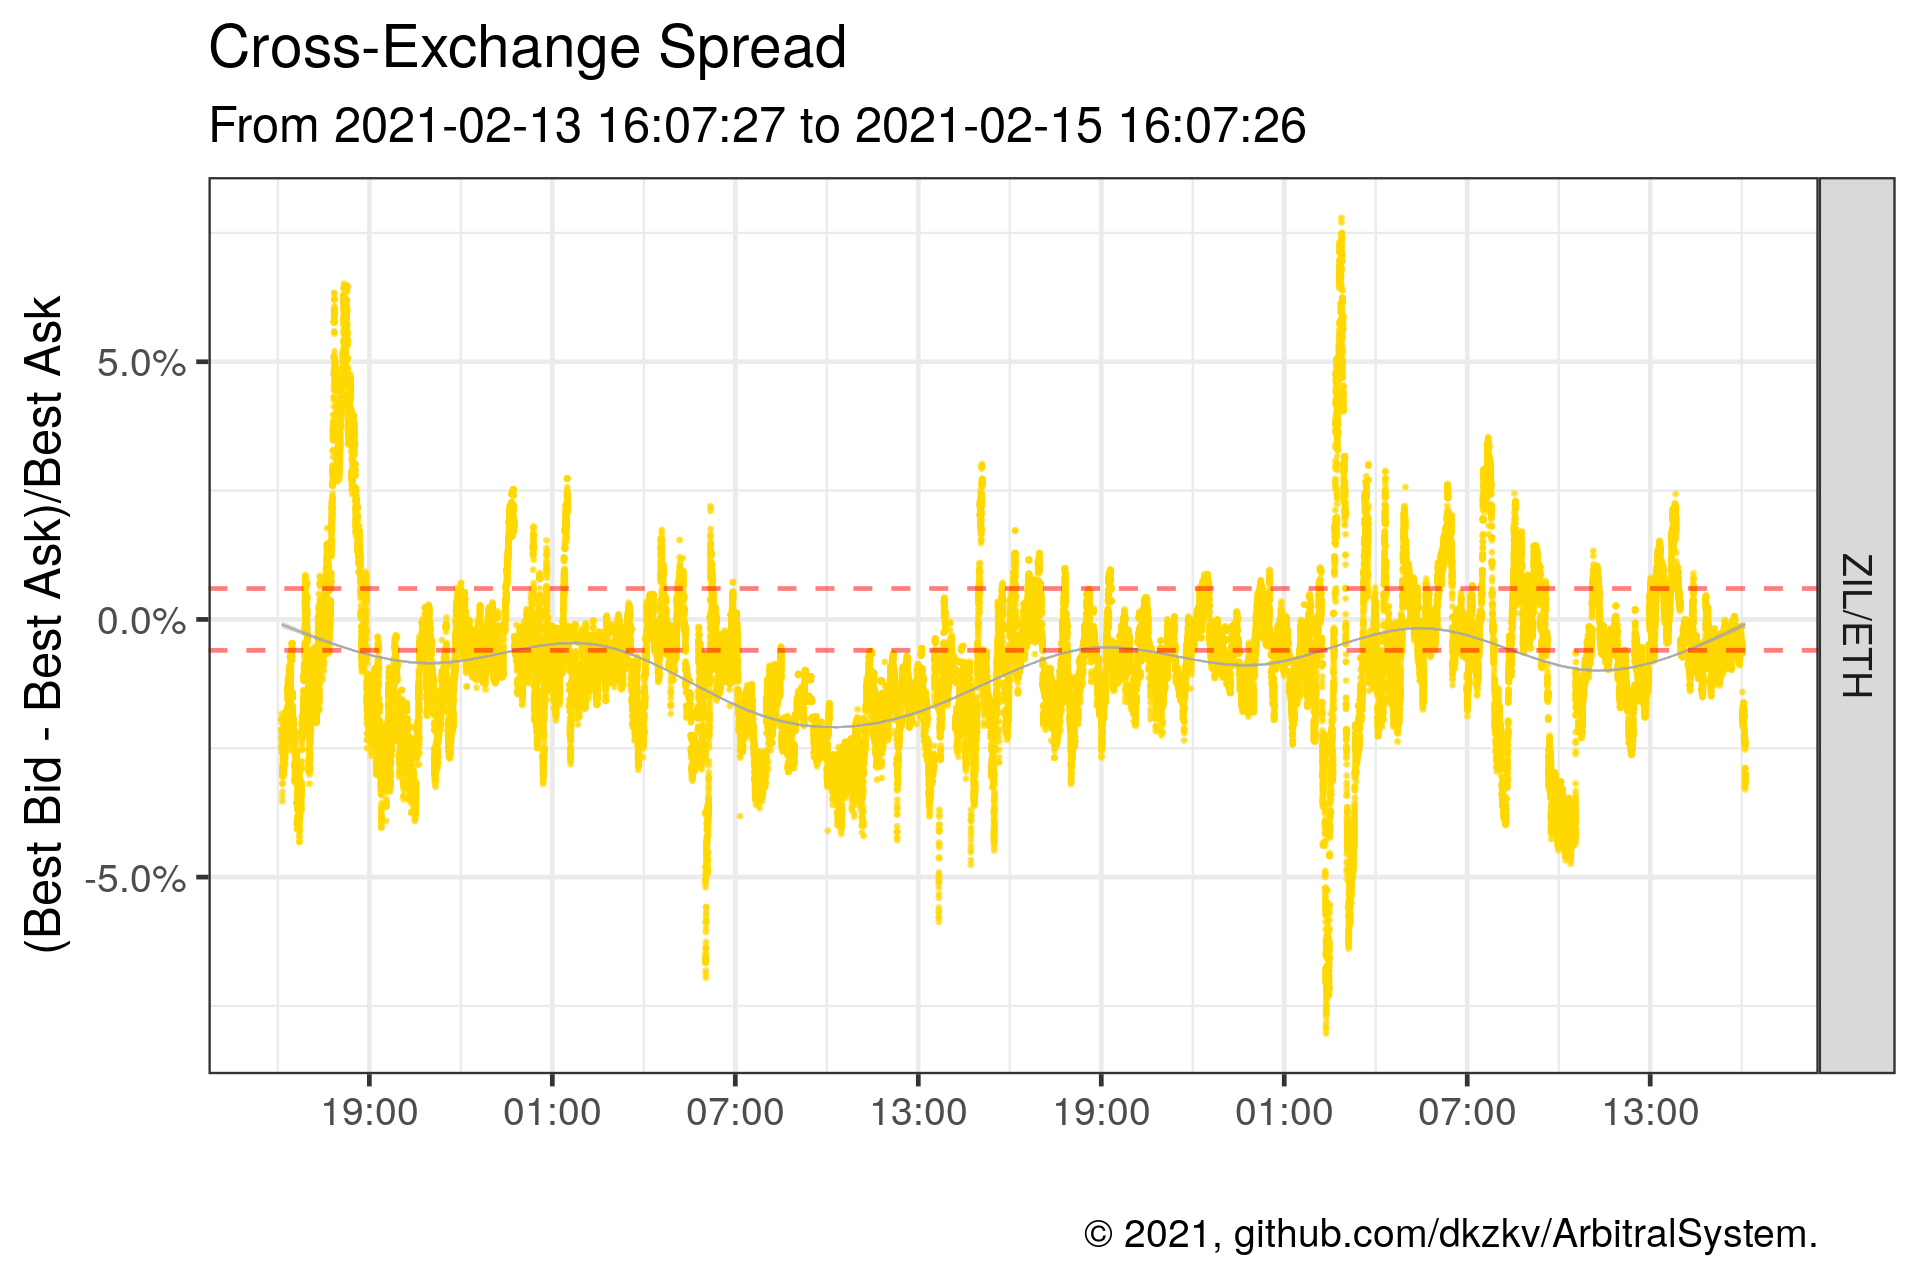 Cross-Exchange Spread
From 2021-02-13 16:07:27 to 2021-02-15 16:07:26
(Best Bid - Best Ask)/Best Ask
5.0%
0.0%
-5.0%
ZIL/ETH
19:00 01:00 07:00 13:00 19:00 01:00 07:00 13:00
© 2021, github.com/dkzkv/ArbitralSystem.